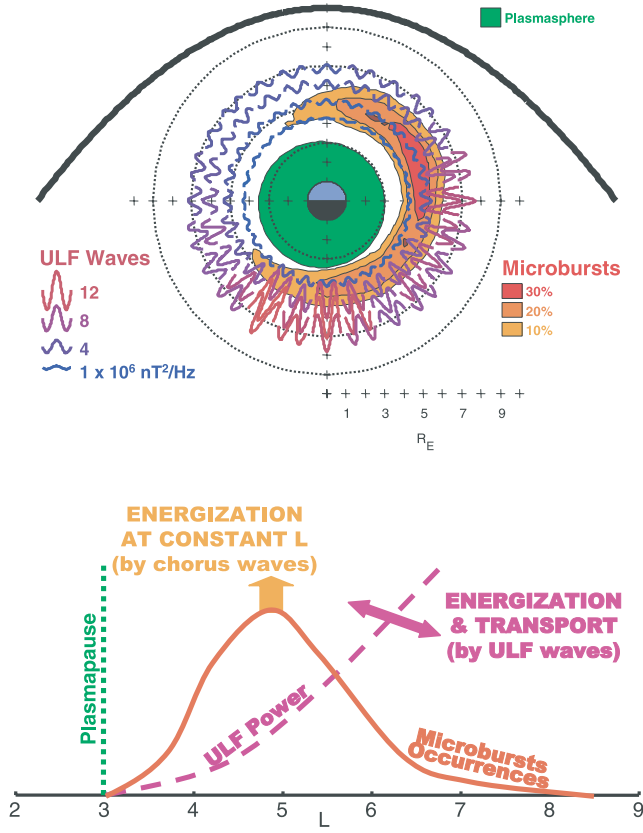 Plasmasphere
ULF Waves
12
8
4
1 x 10⁶ nT²/Hz
Microbursts
30%
20%
10%
1 3 5 7 9
R_E
ENERGIZATION
AT CONSTANT L
(by chorus waves)
ENERGIZATION
& TRANSPORT
(by ULF waves)
Plasmapause
ULF Power
Microbursts
Occurrences
2 3 4 5 6 7 8 9
L